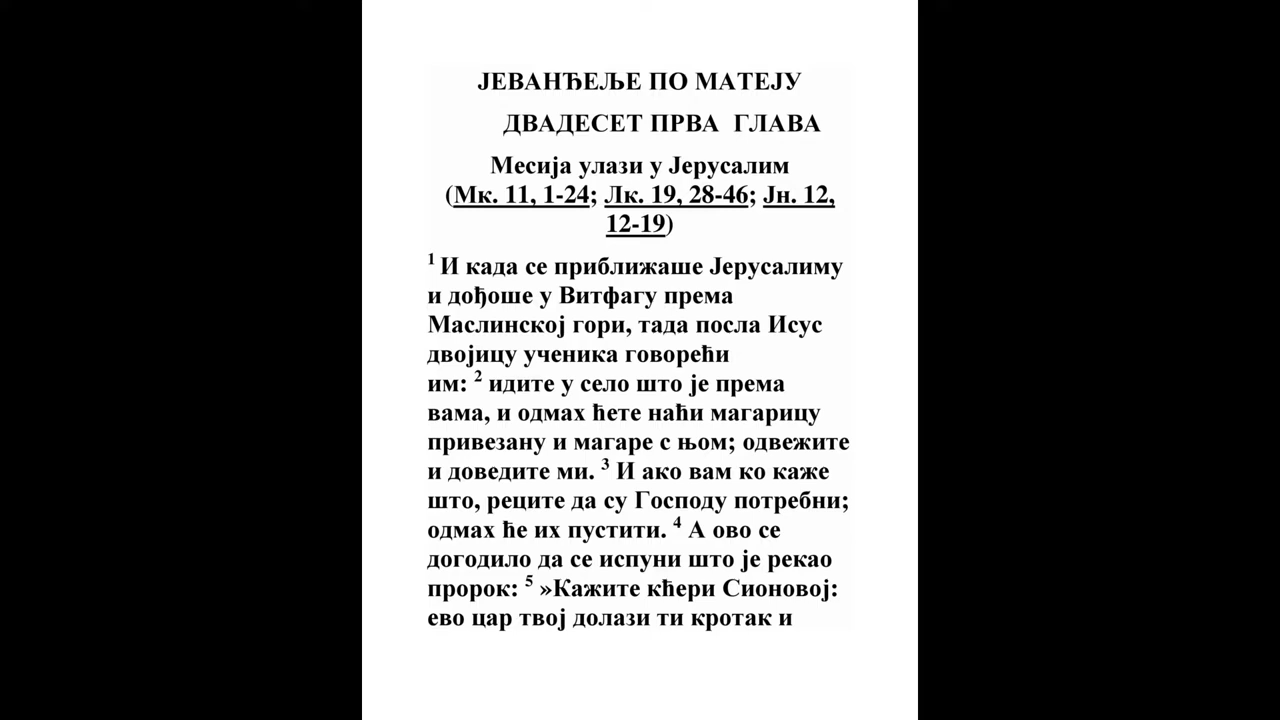 ЈЕВАНЂЕЉЕ ПО МАТЕЈУ
ДВАДЕСЕТ ПРВА ГЛАВА
Месија улази у Јерусалим
(Мк. 11, 1-24; Лк. 19, 28-46; Јн. 12,
12-19)
1 И када се приближаше Јерусалиму
и дођоше у Витфагу према
Маслинској гори, тада посла Исус
двојицу ученика говорећи
им: 2 идите у село што је према
вама, и одмах ћете наћи магарицу
привезану и магаре с њом; одвежите
и доведите ми. 3 И ако вам ко каже
што, реците да су Господу потребни;
одмах ће их пустити. 4 А ово се
догодило да се испуни што је рекао
пророк: 5 »Кажите кћери Сионовој:
ево цар твој долази ти кротак и